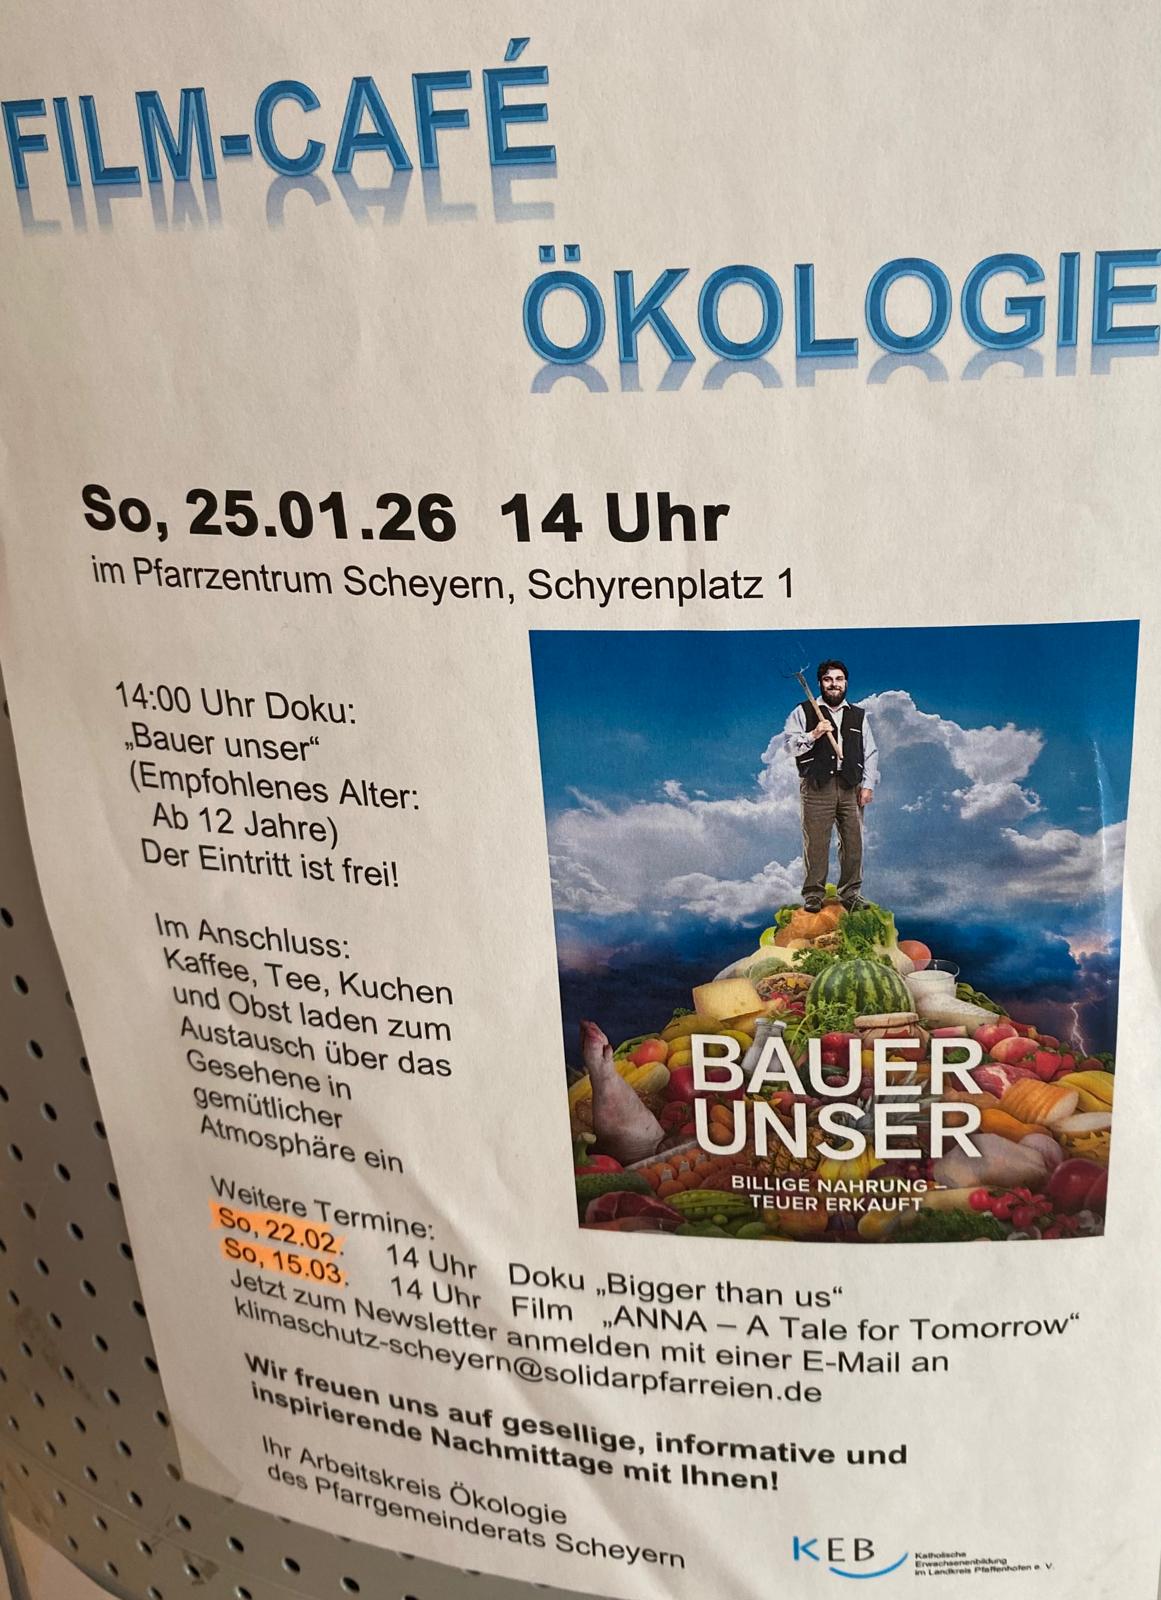 FILM-CAFÉ
ÖKOLOGIE
So, 25.01.26 14 Uhr
im Pfarrzentrum Scheyern, Schyrenplatz 1
14:00 Uhr Doku:
„Bauer unser“
(Empfohlenes Alter:
Ab 12 Jahre)
Der Eintritt ist frei!
Im Anschluss:
Kaffee, Tee, Kuchen
und Obst laden zum
Austausch über das
Gesehene in
gemütlicher
Atmosphäre ein
BAUER
UNSER
BILLIGE NAHRUNG –
TEUER ERKAUFT
Weitere Termine:
So, 22.02. 14 Uhr Doku „Bigger than us“
So, 15.03. 14 Uhr Film „ANNA – A Tale for Tomorrow“
Jetzt zum Newsletter anmelden mit einer E-Mail an
klimaschutz-scheyern@solidarpfarreien.de
Wir freuen uns auf gesellige, informative und
inspirierende Nachmittage mit Ihnen!
Ihr Arbeitskreis Ökologie
des Pfarrgemeinderats Scheyern
KEB
Katholische
Erwachsenenbildung
im Landkreis Pfaffenhofen e. V.